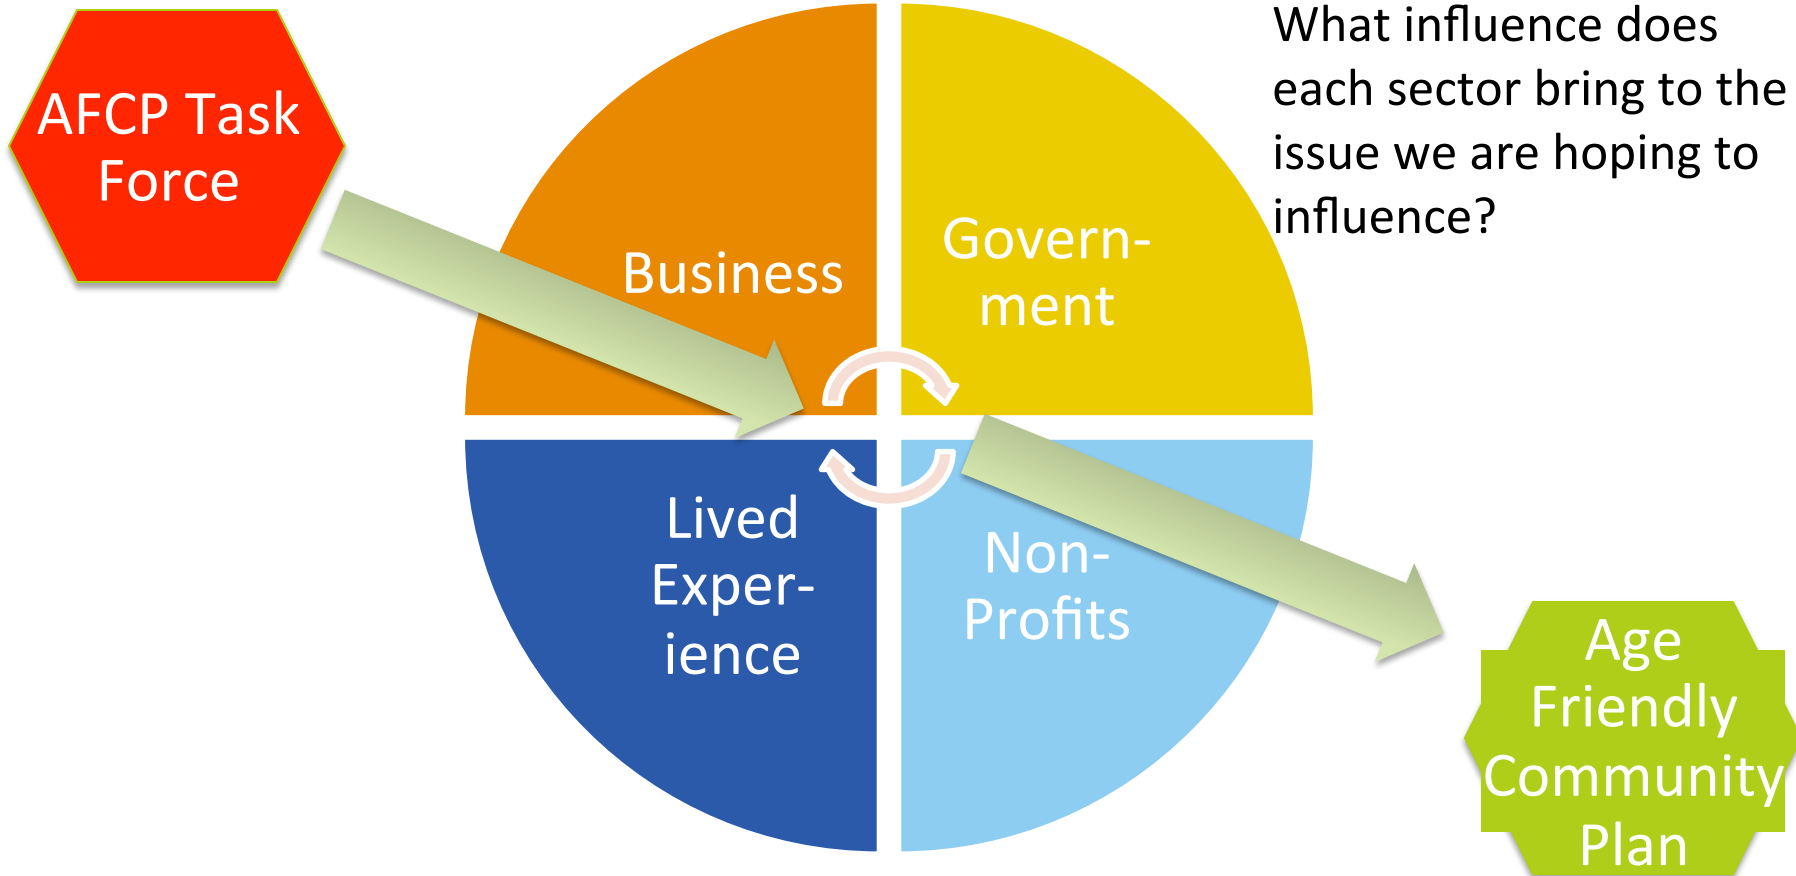 AFCP Task
Force
What influence does
each sector bring to the
issue we are hoping to
influence?
Business
Govern-
ment
Lived
Exper-
ience
Non-
Profits
Age
Friendly
Community
Plan